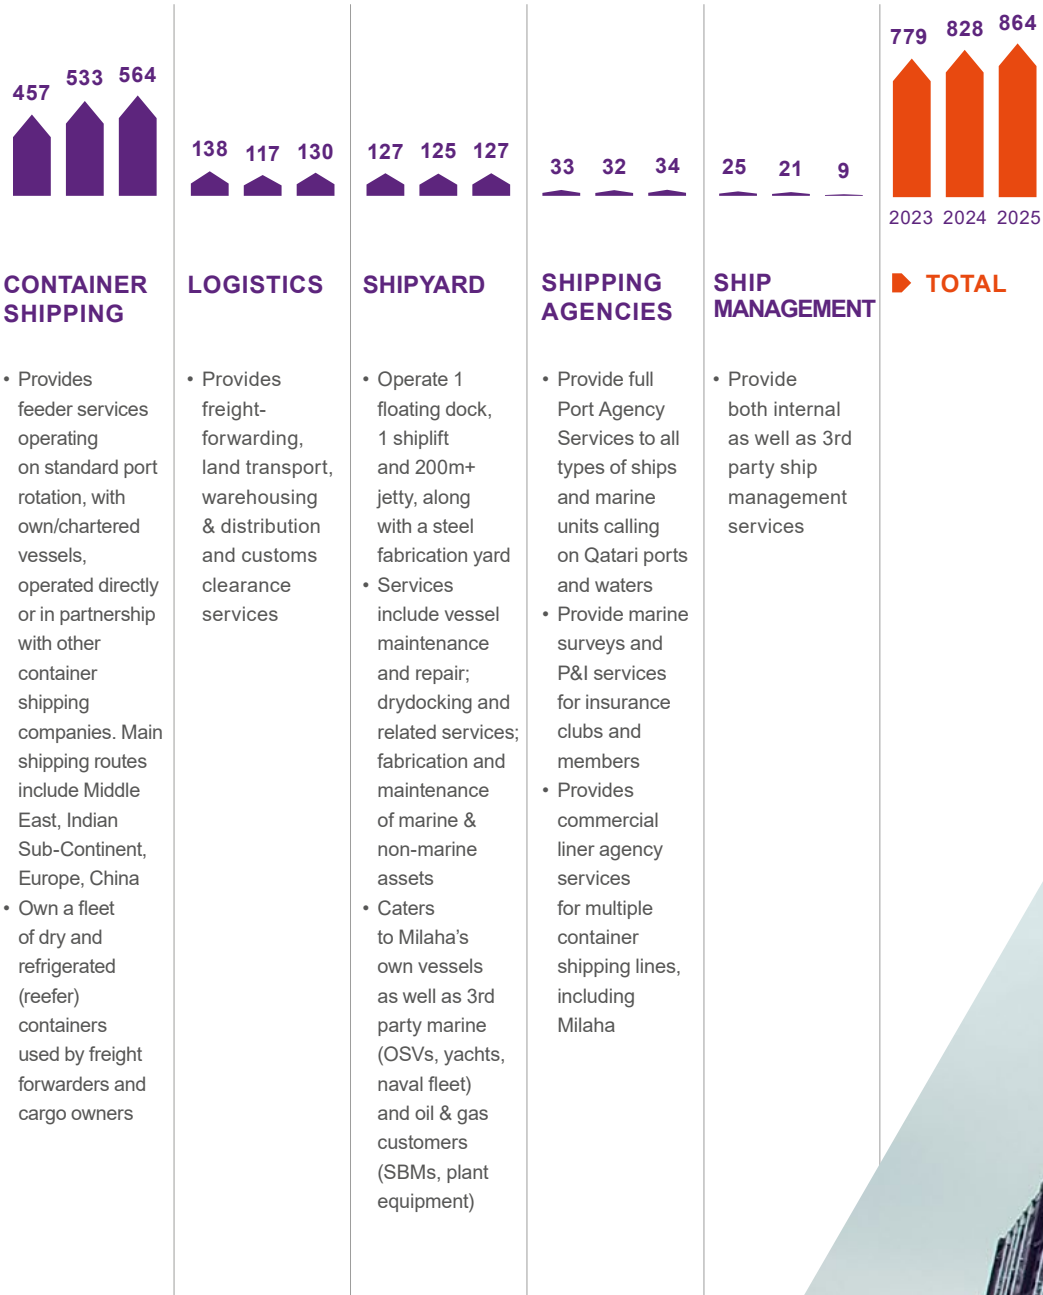 457 533 564
138 117 130
127 125 127
33 32 34
25 21 9
779 828 864
2023 2024 2025
CONTAINER
SHIPPING
• Provides
feeder services
operating
on standard port
rotation, with
own/chartered
vessels,
operated directly
or in partnership
with other
container
shipping
companies. Main
shipping routes
include Middle
East, Indian
Sub-Continent,
Europe, China
• Own a fleet
of dry and
refrigerated
(reefer)
containers
used by freight
forwarders and
cargo owners
LOGISTICS
• Provides
freight-
forwarding,
land transport,
warehousing
& distribution
and customs
clearance
services
SHIPYARD
• Operate 1
floating dock,
1 shiplift
and 200m+
jetty, along
with a steel
fabrication yard
• Services
include vessel
maintenance
and repair;
drydocking and
related services;
fabrication and
maintenance
of marine &
non-marine
assets
• Caters
to Milaha’s
own vessels
as well as 3rd
party marine
(OSVs, yachts,
naval fleet)
and oil & gas
customers
(SBMs, plant
equipment)
SHIPPING
AGENCIES
• Provide full
Port Agency
Services to all
types of ships
and marine
units calling
on Qatari ports
and waters
• Provide marine
surveys and
P&I services
for insurance
clubs and
members
• Provides
commercial
liner agency
services
for multiple
container
shipping lines,
including
Milaha
SHIP
MANAGEMENT
• Provide
both internal
as well as 3rd
party ship
management
services
TOTAL